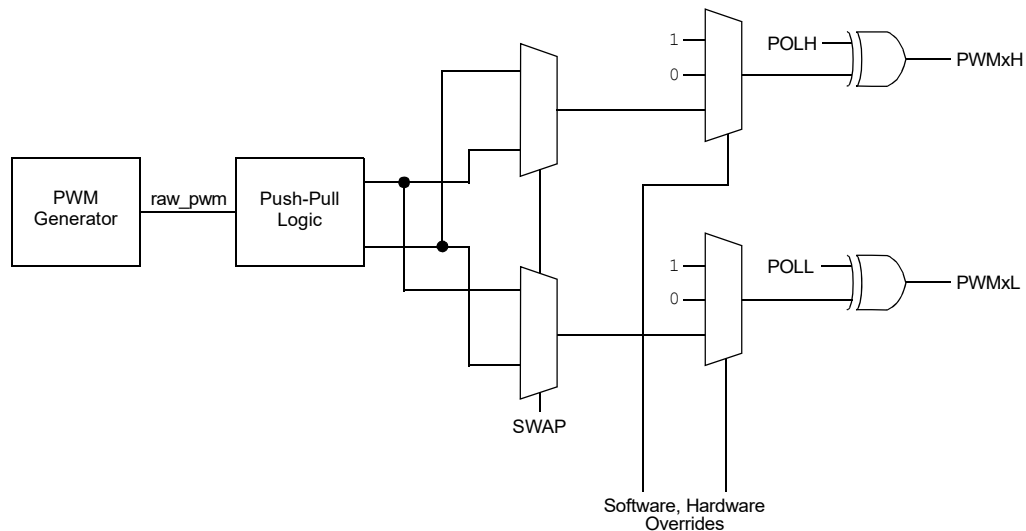 1
POLH
0
PWMxH
PWM
Generator
raw_pwm
Push-Pull
Logic
1
POLL
0
PWMxL
SWAP
Software, Hardware
Overrides